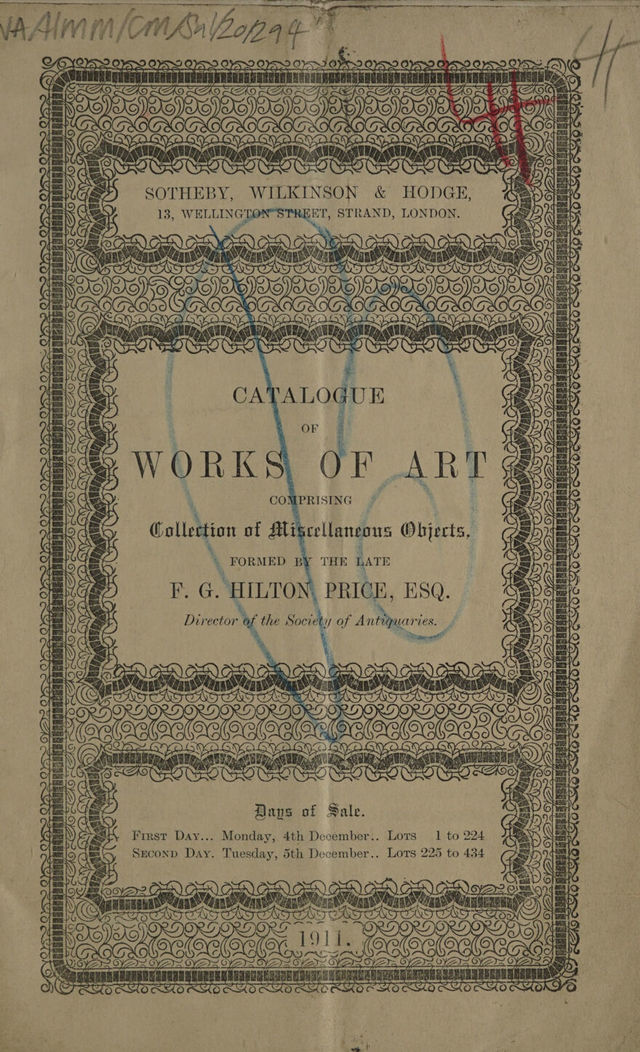 SOTHEBY, WILKINSON & HODGE,
13, WELLINGTON STREET, STRAND, LONDON.
CATALOGUE
OF
WORKS OF ART
COMPRISING
Collection of Miscellaneous Objects,
FORMED BY THE LATE
F. G. HILTON PRICE, ESQ.
Director of the Society of Antiquaries.
Days of Sale.
FIRST DAY... Monday, 4th December.. LOTS 1 to 224
SECOND DAY. Tuesday, 5th December.. LOTS 225 to 434
1911.